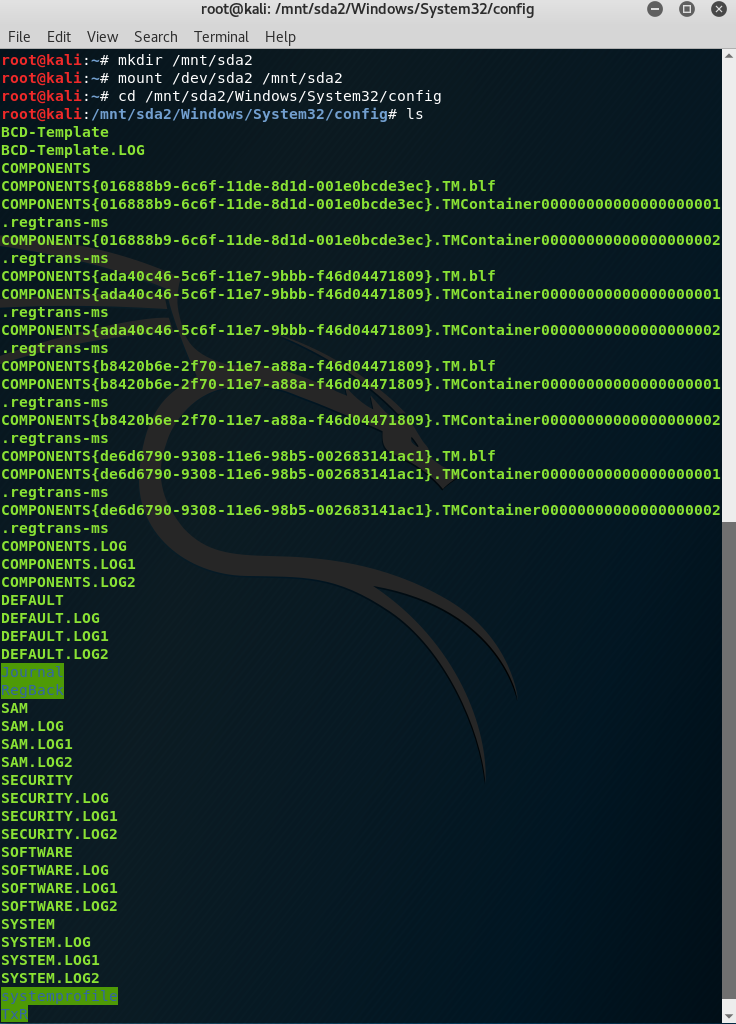 root@kali: /mnt/sda2/Windows/System32/config
File Edit View Search Terminal Help
root@kali:~# mkdir /mnt/sda2
root@kali:~# mount /dev/sda2 /mnt/sda2
root@kali:~# cd /mnt/sda2/Windows/System32/config
root@kali:/mnt/sda2/Windows/System32/config# ls
BCD-Template
BCD-Template.LOG
COMPONENTS
COMPONENTS{016888b9-6c6f-11de-8d1d-001e0bcde3ec}.TM.blf
COMPONENTS{016888b9-6c6f-11de-8d1d-001e0bcde3ec}.TMContainer00000000000000000001
.regtrans-ms
COMPONENTS{016888b9-6c6f-11de-8d1d-001e0bcde3ec}.TMContainer00000000000000000002
.regtrans-ms
COMPONENTS{ada40c46-5c6f-11e7-9bbb-f46d04471809}.TM.blf
COMPONENTS{ada40c46-5c6f-11e7-9bbb-f46d04471809}.TMContainer00000000000000000001
.regtrans-ms
COMPONENTS{ada40c46-5c6f-11e7-9bbb-f46d04471809}.TMContainer00000000000000000002
.regtrans-ms
COMPONENTS{b8420b6e-2f70-11e7-a88a-f46d04471809}.TM.blf
COMPONENTS{b8420b6e-2f70-11e7-a88a-f46d04471809}.TMContainer00000000000000000001
.regtrans-ms
COMPONENTS{b8420b6e-2f70-11e7-a88a-f46d04471809}.TMContainer00000000000000000002
.regtrans-ms
COMPONENTS{de6d6790-9308-11e6-98b5-002683141ac1}.TM.blf
COMPONENTS{de6d6790-9308-11e6-98b5-002683141ac1}.TMContainer00000000000000000001
.regtrans-ms
COMPONENTS{de6d6790-9308-11e6-98b5-002683141ac1}.TMContainer00000000000000000002
.regtrans-ms
COMPONENTS.LOG
COMPONENTS.LOG1
COMPONENTS.LOG2
DEFAULT
DEFAULT.LOG
DEFAULT.LOG1
DEFAULT.LOG2
Journal
RegBack
SAM
SAM.LOG
SAM.LOG1
SAM.LOG2
SECURITY
SECURITY.LOG
SECURITY.LOG1
SECURITY.LOG2
SOFTWARE
SOFTWARE.LOG
SOFTWARE.LOG1
SOFTWARE.LOG2
SYSTEM
SYSTEM.LOG
SYSTEM.LOG1
SYSTEM.LOG2
systemprofile
TxR